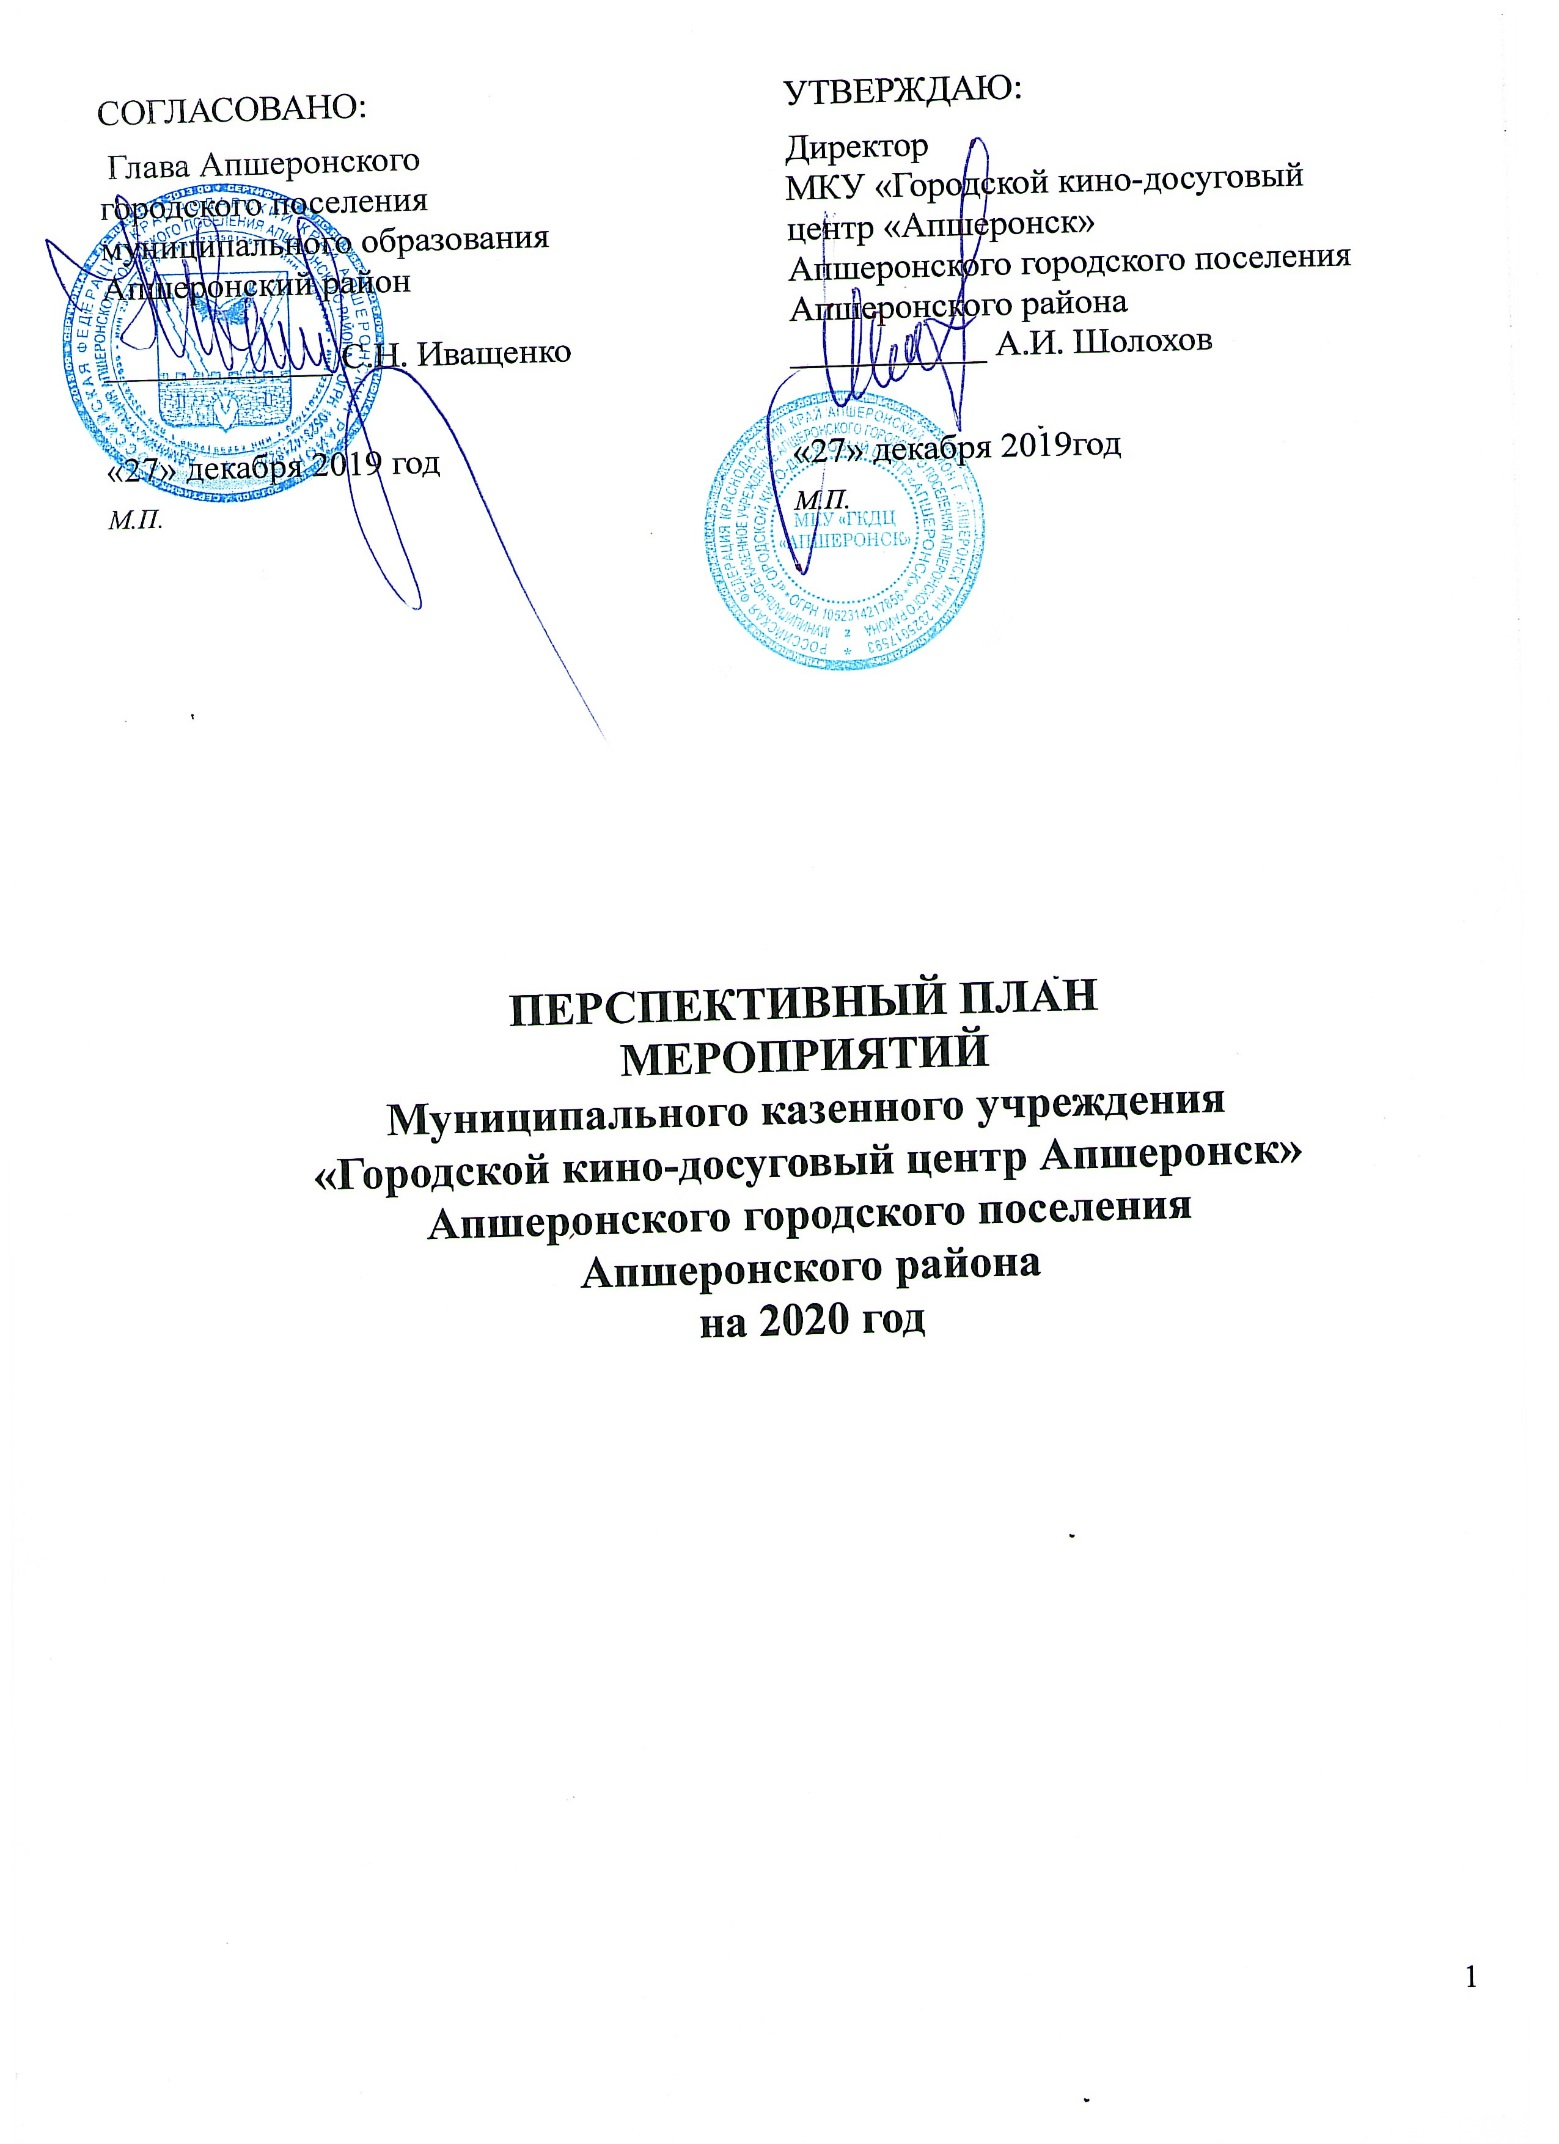 СОГЛАСОВАНО:
Глава Апшеронского
городского поселения
муниципального образования
Апшеронский район
С.Н. Иващенко
«27» декабря 2019 год
М.П.
УТВЕРЖДАЮ:
Директор
МКУ «Городской кино-досуговый
центр «Апшеронск»
Апшеронского городского поселения
Апшеронского района
А.И. Шолохов
«27» декабря 2019год
М.П.
МКУ «ГКДЦ
«АПШЕРОНСК»
ОГРН 1052314217856
ПЕРСПЕКТИВНЫЙ ПЛАН
МЕРОПРИЯТИЙ
Муниципального казенного учреждения
«Городской кино-досуговый центр Апшеронск»
Апшеронского городского поселения
Апшеронского района
на 2020 год
1